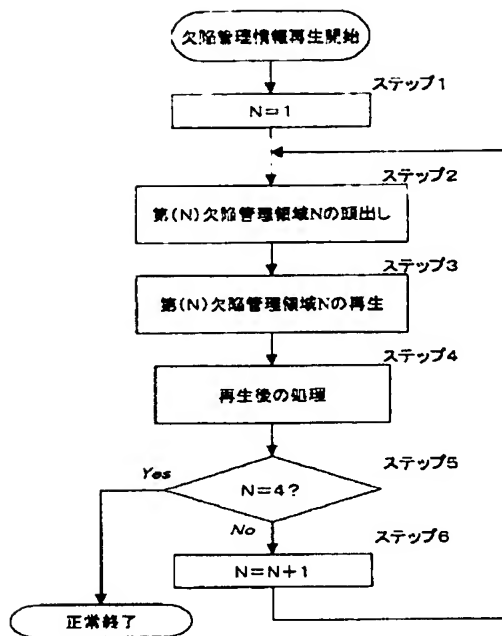 欠陥管理情報再生開始
ステップ1
N=1
ステップ2
第(N)欠陥管理領域Nの頭出し
ステップ3
第(N)欠陥管理領域Nの再生
ステップ4
再生後の処理
ステップ5
Yes
N=4?
No
ステップ6
N=N+1
正常終了